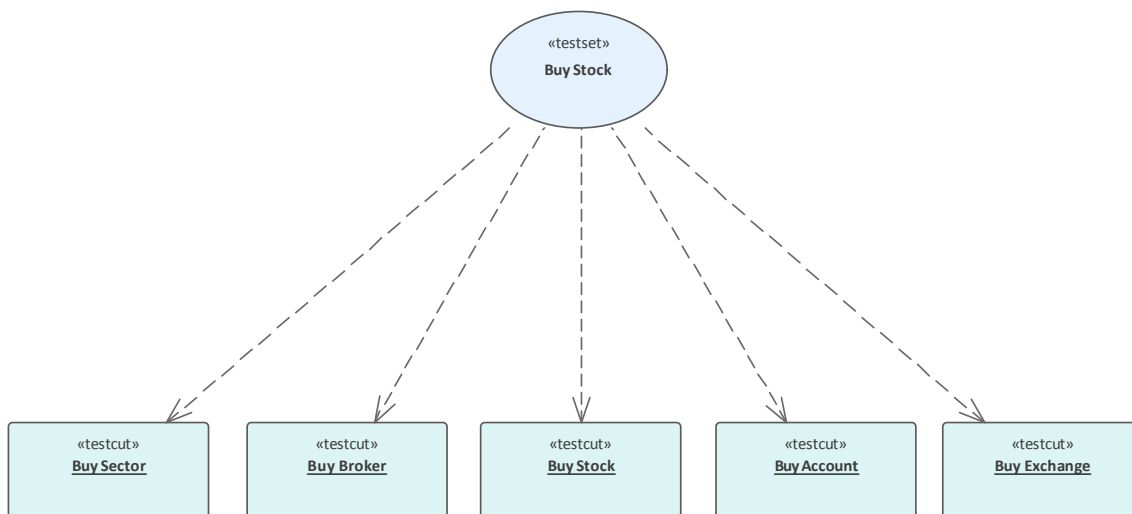 «testset»
Buy Stock
«testcut»
Buy Sector
«testcut»
Buy Broker
«testcut»
Buy Stock
«testcut»
Buy Account
«testcut»
Buy Exchange